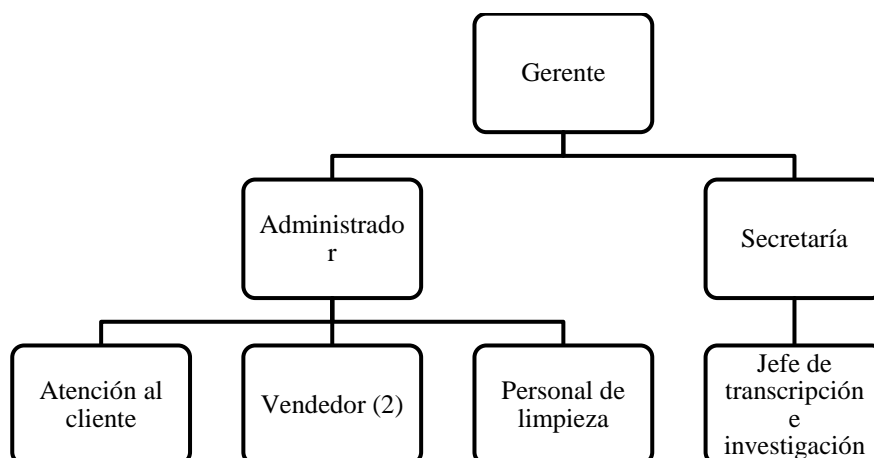 Gerente
Administrado
r
Secretaría
Atención al
cliente
Vendedor (2)
Personal de
limpieza
Jefe de
transcripción
e
investigación